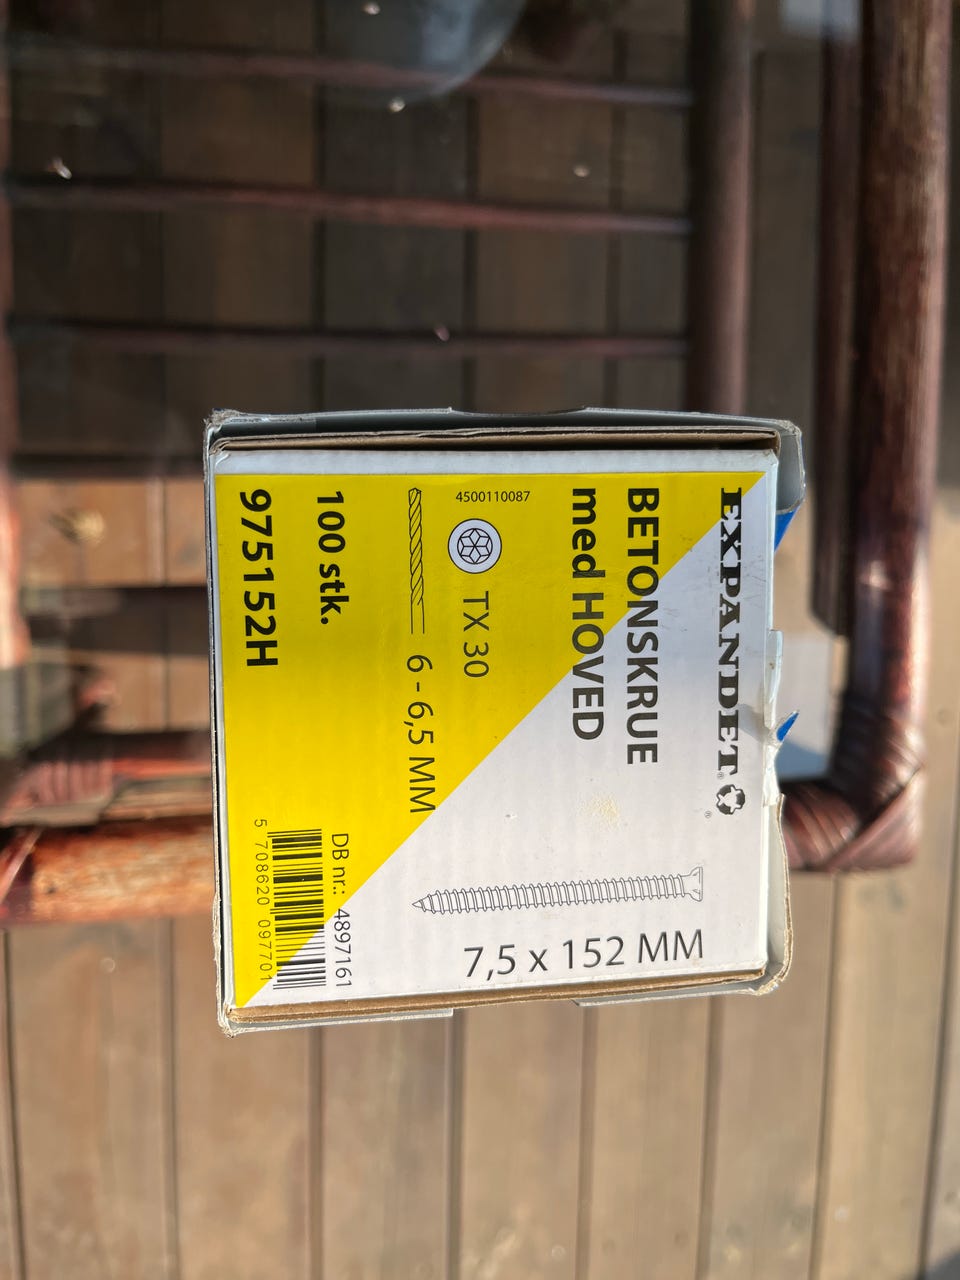 EXPANDET®
BETONSKRUE
med HOVED
4500110087
TX 30
6 - 6,5 MM
7,5 x 152 MM
100 stk.
975152H
DB nr.: 4897161
5 708620 097701